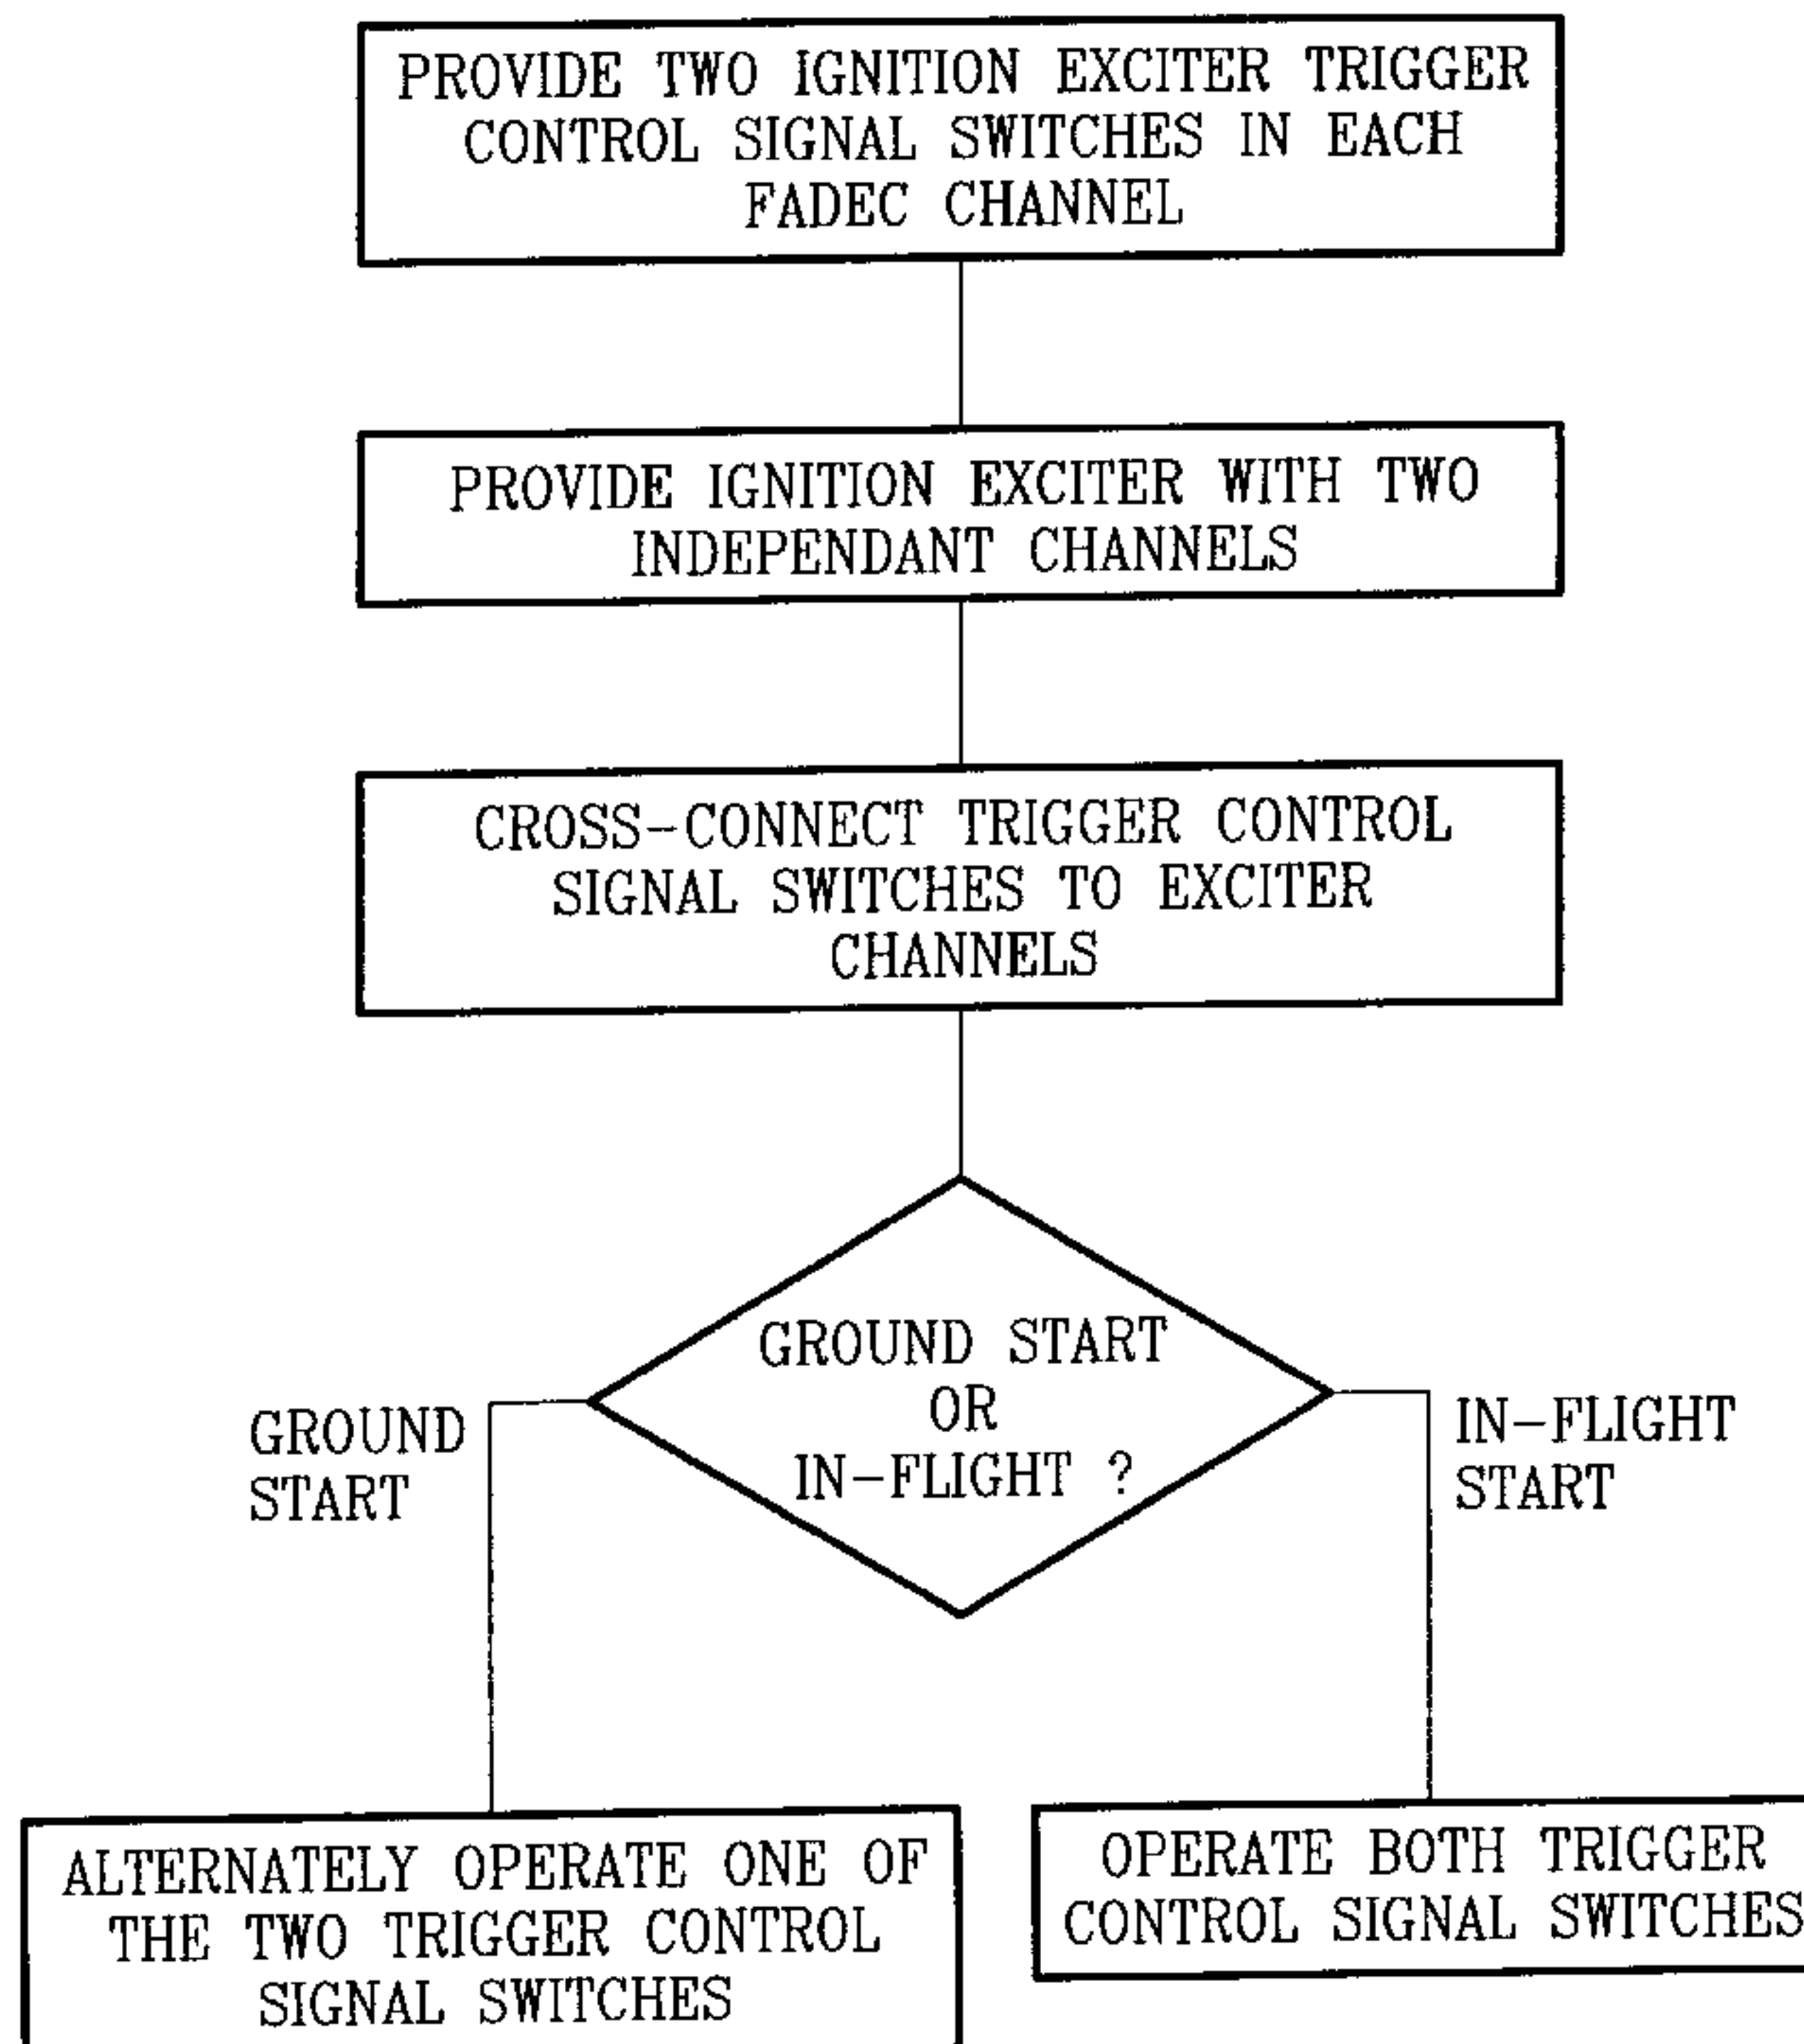 PROVIDE TWO IGNITION EXCITER TRIGGER
CONTROL SIGNAL SWITCHES IN EACH
FADEC CHANNEL
PROVIDE IGNITION EXCITER WITH TWO
INDEPENDANT CHANNELS
CROSS-CONNECT TRIGGER CONTROL
SIGNAL SWITCHES TO EXCITER
CHANNELS
GROUND START
OR
IN-FLIGHT ?
GROUND
START
IN-FLIGHT
START
ALTERNATELY OPERATE ONE OF
THE TWO TRIGGER CONTROL
SIGNAL SWITCHES
OPERATE BOTH TRIGGER
CONTROL SIGNAL SWITCHES